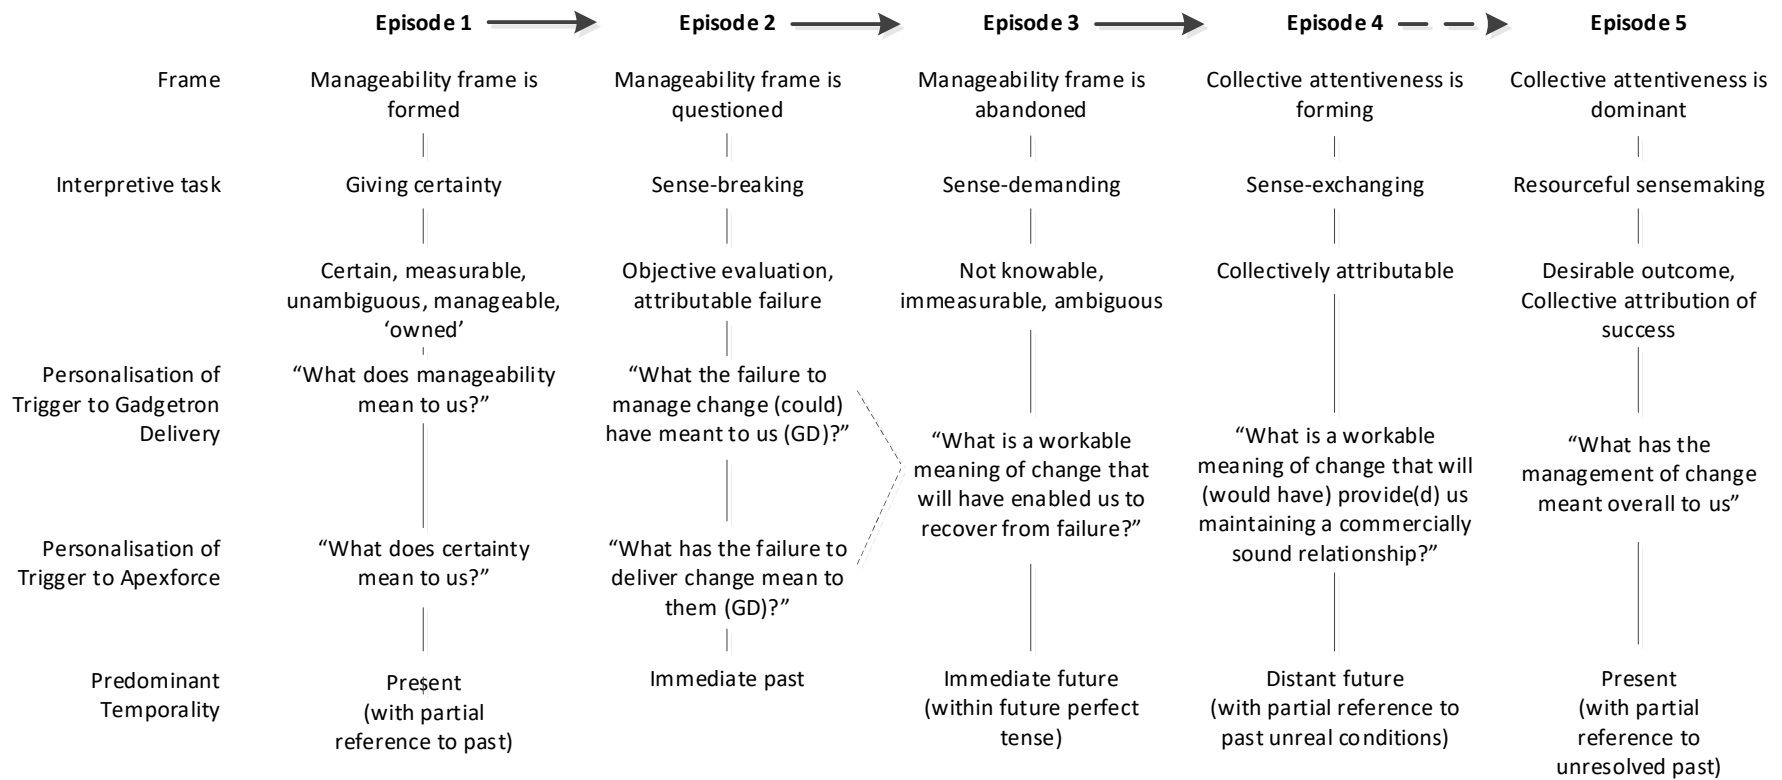 Episode 1
Episode 2
Episode 3
Episode 4
Episode 5
Frame
Manageability frame is
formed
Manageability frame is
questioned
Manageability frame is
abandoned
Collective attentiveness is
forming
Collective attentiveness is
dominant
Interpretive task
Giving certainty
Sense-breaking
Sense-demanding
Sense-exchanging
Resourceful sensemaking
Certain, measurable,
unambiguous, manageable,
‘owned’
Objective evaluation,
attributable failure
Not knowable,
immeasurable, ambiguous
Collectively attributable
Desirable outcome,
Collective attribution of
success
Personalisation of
Trigger to Gadgetron
Delivery
“What does manageability
mean to us?”
“What the failure to
manage change (could)
have meant to us (GD)?”
“What is a workable
meaning of change that
will have enabled us to
recover from failure?”
“What is a workable
meaning of change that will
(would have) provide(d) us
maintaining a commercially
sound relationship?”
“What has the
management of change
meant overall to us”
Personalisation of
Trigger to Apexforce
“What does certainty
mean to us?”
“What has the failure to
deliver change mean to
them (GD)?”
Predominant
Temporality
Present
(with partial
reference to past)
Immediate past
Immediate future
(within future perfect
tense)
Distant future
(with partial reference to
past unreal conditions)
Present
(with partial
reference to
unresolved past)